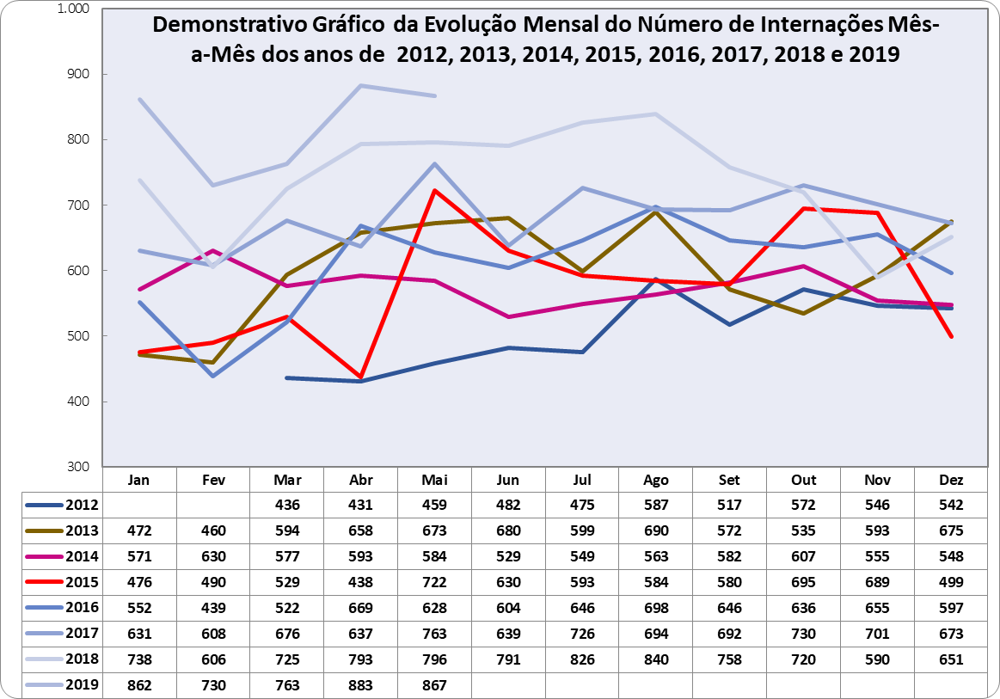 1.000
Demonstrativo Gráfico da Evolução Mensal do Número de Internações Mês-
a-Mês dos anos de 2012, 2013, 2014, 2015, 2016, 2017, 2018 e 2019
900
800
700
600
500
400
300
Jan Fev Mar Abr Mai Jun Jul Ago Set Out Nov Dez
2012 436 431 459 482 475 587 517 572 546 542
2013 472 460 594 658 673 680 599 690 572 535 593 675
2014 571 630 577 593 584 529 549 563 582 607 555 548
2015 476 490 529 438 722 630 593 584 580 695 689 499
2016 552 439 522 669 628 604 646 698 646 636 655 597
2017 631 608 676 637 763 639 726 694 692 730 701 673
2018 738 606 725 793 796 791 826 840 758 720 590 651
2019 862 730 763 883 867